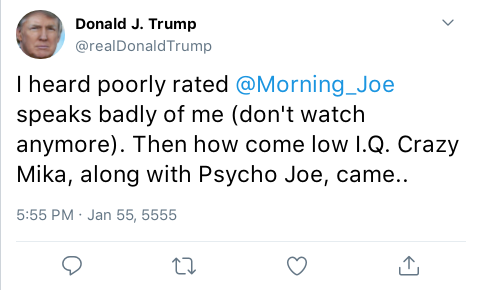 Donald J. Trump
@realDonaldTrump
I heard poorly rated @Morning_Joe
speaks badly of me (don't watch
anymore). Then how come low I.Q. Crazy
Mika, along with Psycho Joe, came..
5:55 PM · Jan 55, 5555